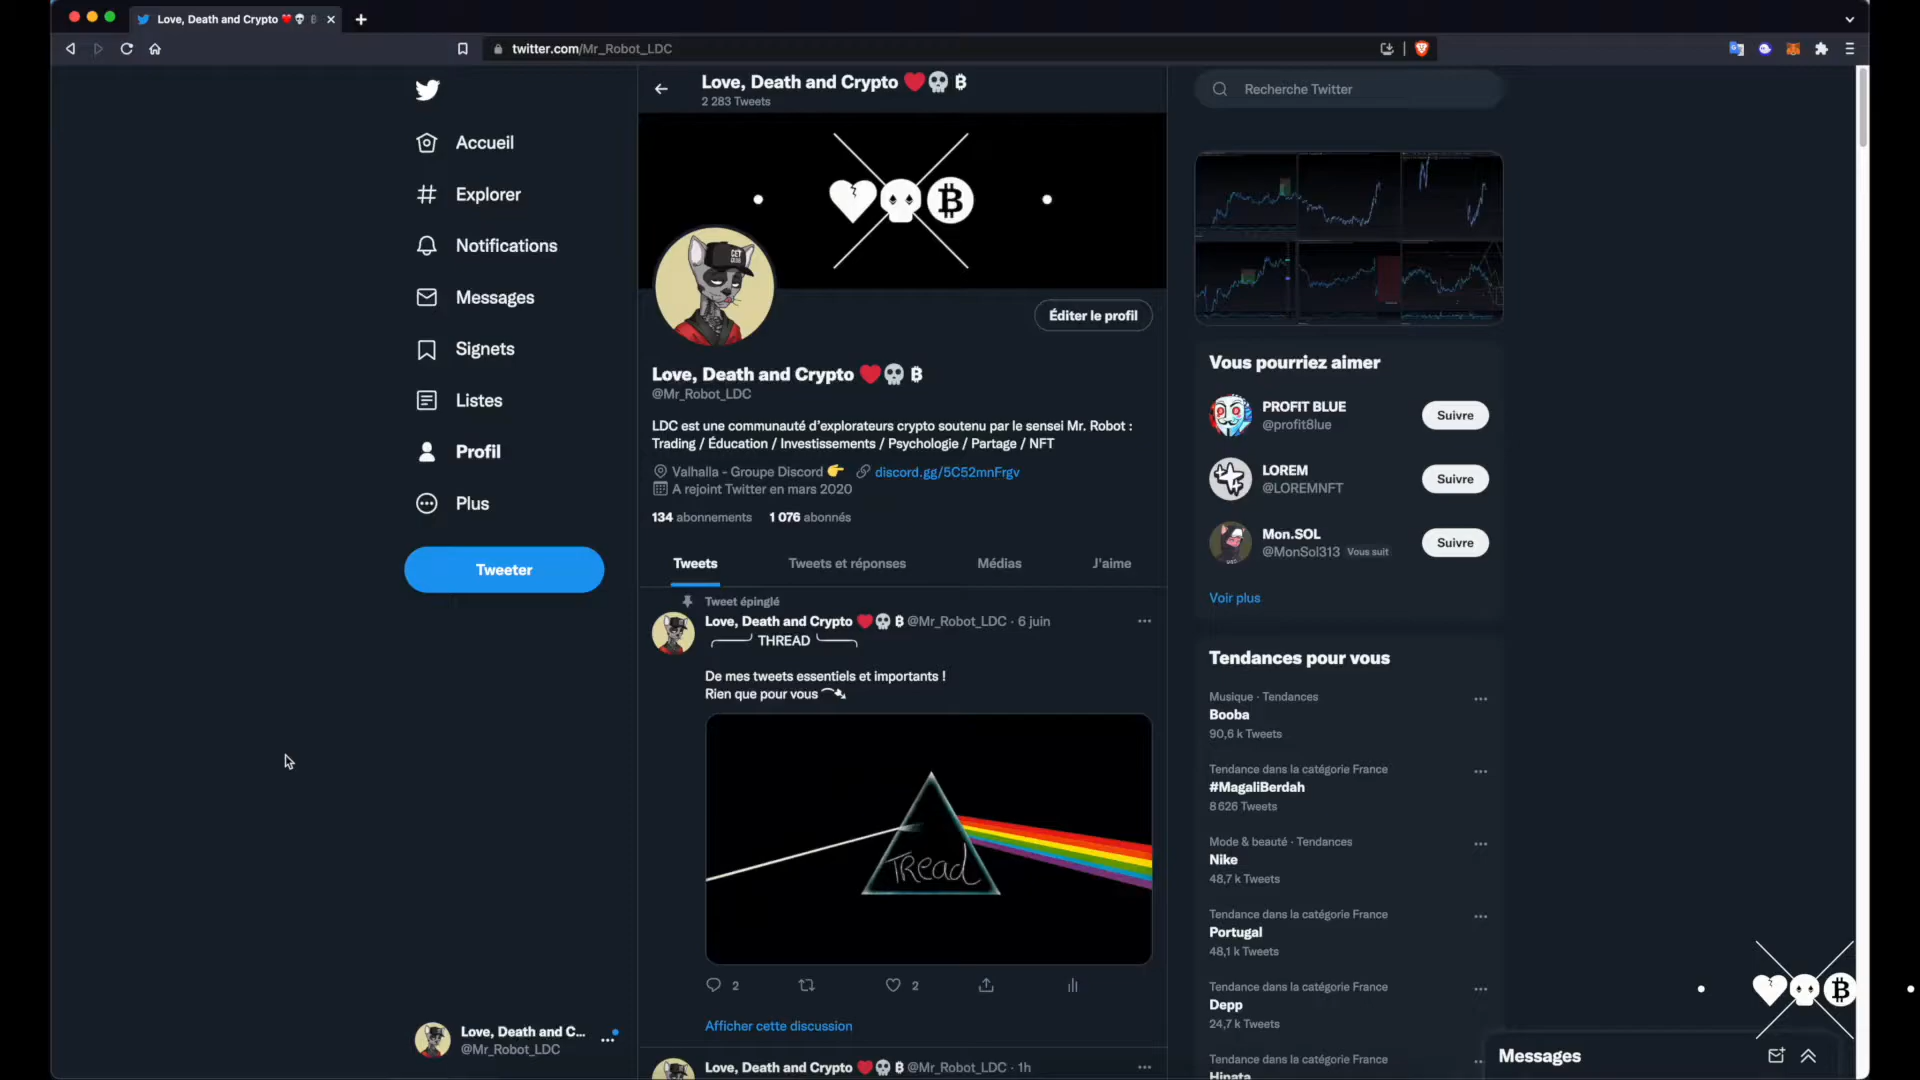 Love, Death and Crypto ❤️💀 ₿
twitter.com/Mr_Robot_LDC
Accueil
Explorer
Notifications
Messages
Signets
Listes
Profil
Plus
Tweeter
Love, Death and C...
@Mr_Robot_LDC
Love, Death and Crypto ❤️💀 ₿
2 283 Tweets
Éditer le profil
Love, Death and Crypto ❤️💀 ₿
@Mr_Robot_LDC
LDC est une communauté d’explorateurs crypto soutenu par le sensei Mr. Robot :
Trading / Éducation / Investissements / Psychologie / Partage / NFT
Valhalla - Groupe Discord 👉 discord.gg/5C52mnFrgv
A rejoint Twitter en mars 2020
134 abonnements 1 076 abonnés
Tweets Tweets et réponses Médias J'aime
Tweet épinglé
Love, Death and Crypto ❤️💀 ₿ @Mr_Robot_LDC · 6 juin
THREAD
De mes tweets essentiels et importants !
Rien que pour vous
TRead
2 2
Afficher cette discussion
Love, Death and Crypto ❤️💀 ₿ @Mr_Robot_LDC · 1h
Recherche Twitter
Vous pourriez aimer
PROFIT BLUE
@profit8lue
Suivre
LOREM
@LOREMNFT
Suivre
Mon.SOL
@MonSol313 Vous suit
Suivre
Voir plus
Tendances pour vous
Musique · Tendances
Booba
90,6 k Tweets
Tendance dans la catégorie France
#MagaliBerdah
8 626 Tweets
Mode & beauté · Tendances
Nike
48,7 k Tweets
Tendance dans la catégorie France
Portugal
48,1 k Tweets
Tendance dans la catégorie France
Depp
24,7 k Tweets
Tendance dans la catégorie France
Hinata
Messages